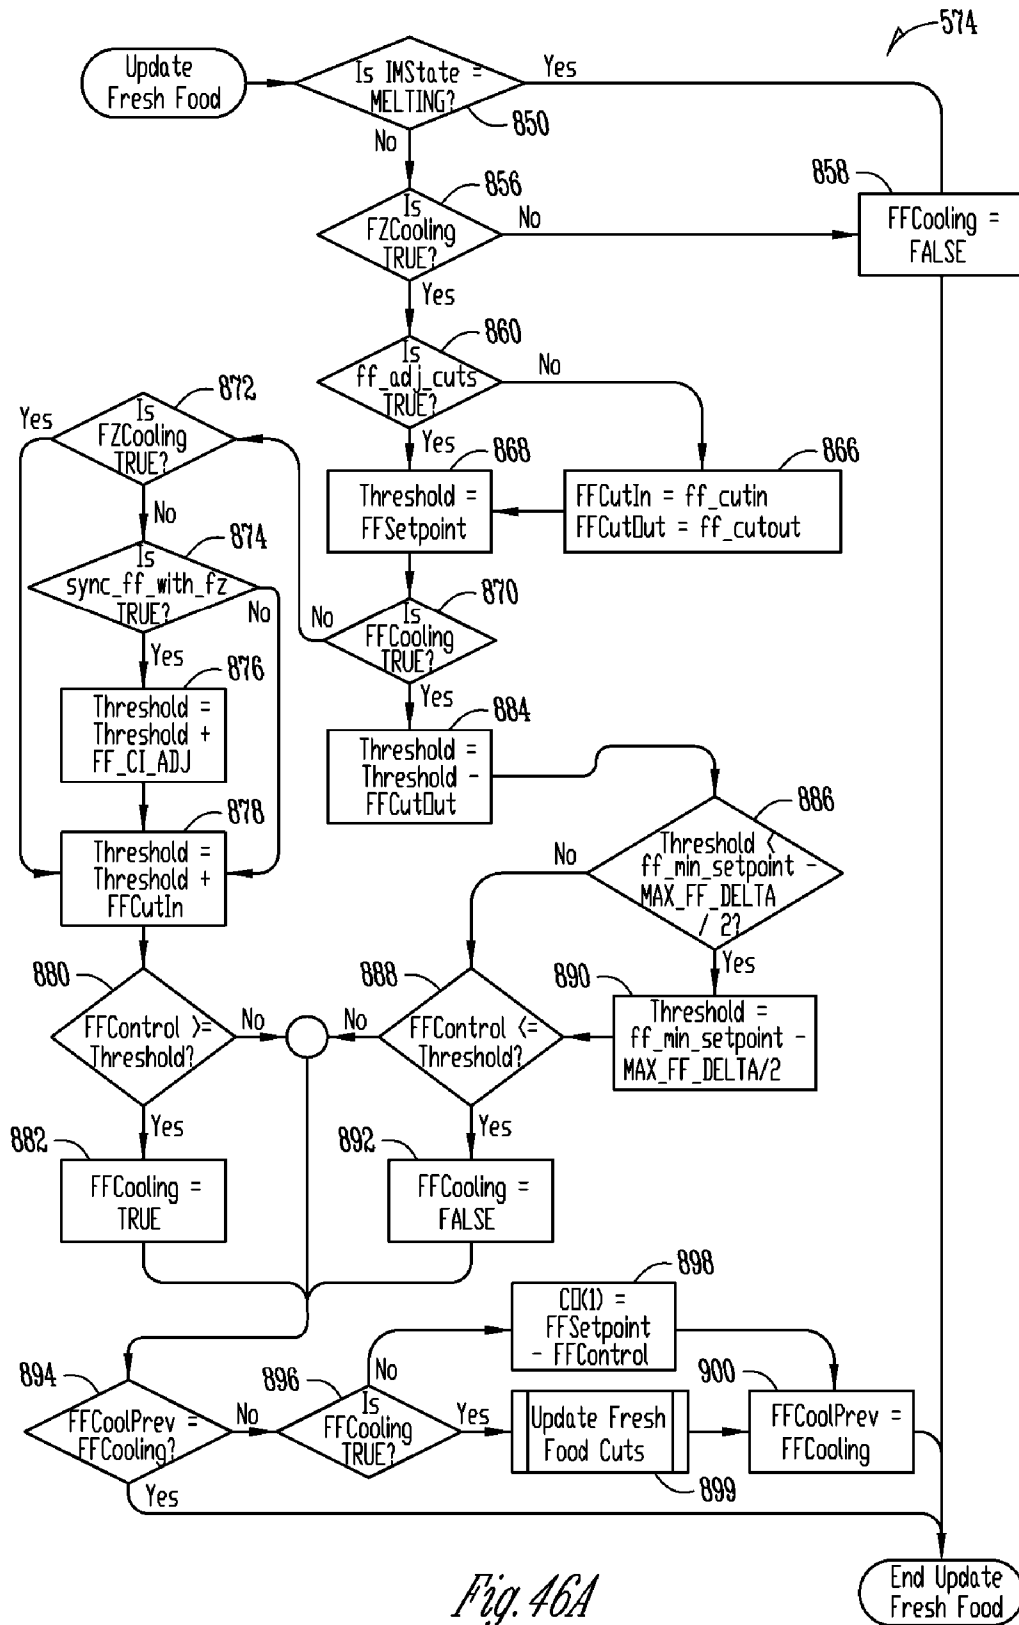 574
Update
Fresh Food
Is IMState =
MELTING?
850
Yes
No
856
Is
FZCooling
TRUE?
No
Yes
858
FFCooling =
FALSE
860
Is
ff_adj_cuts
TRUE?
No
Yes
872
Is
FZCooling
TRUE?
Yes
No
868
Threshold =
FFSetpoint
866
FFCutIn = ff_cutin
FFCutOut = ff_cutout
874
Is
sync_ff_with_fz
TRUE?
No
Yes
870
Is
FFCooling
TRUE?
No
Yes
876
Threshold =
Threshold +
FF_CI_ADJ
884
Threshold =
Threshold -
FFCutOut
886
Threshold <
ff_min_setpoint -
MAX_FF_DELTA
/ 2?
No
Yes
878
Threshold =
Threshold +
FFCutIn
880
FFControl >=
Threshold?
No
Yes
888
FFControl <=
Threshold?
No
Yes
890
Threshold =
ff_min_setpoint -
MAX_FF_DELTA/2
882
FFCooling =
TRUE
892
FFCooling =
FALSE
898
CO(1) =
FFSetpoint
- FFControl
894
FFCoolPrev =
FFCooling?
No
Yes
896
Is
FFCooling
TRUE?
No
Yes
Update Fresh
Food Cuts
899
900
FFCoolPrev =
FFCooling
End Update
Fresh Food
Fig. 46A